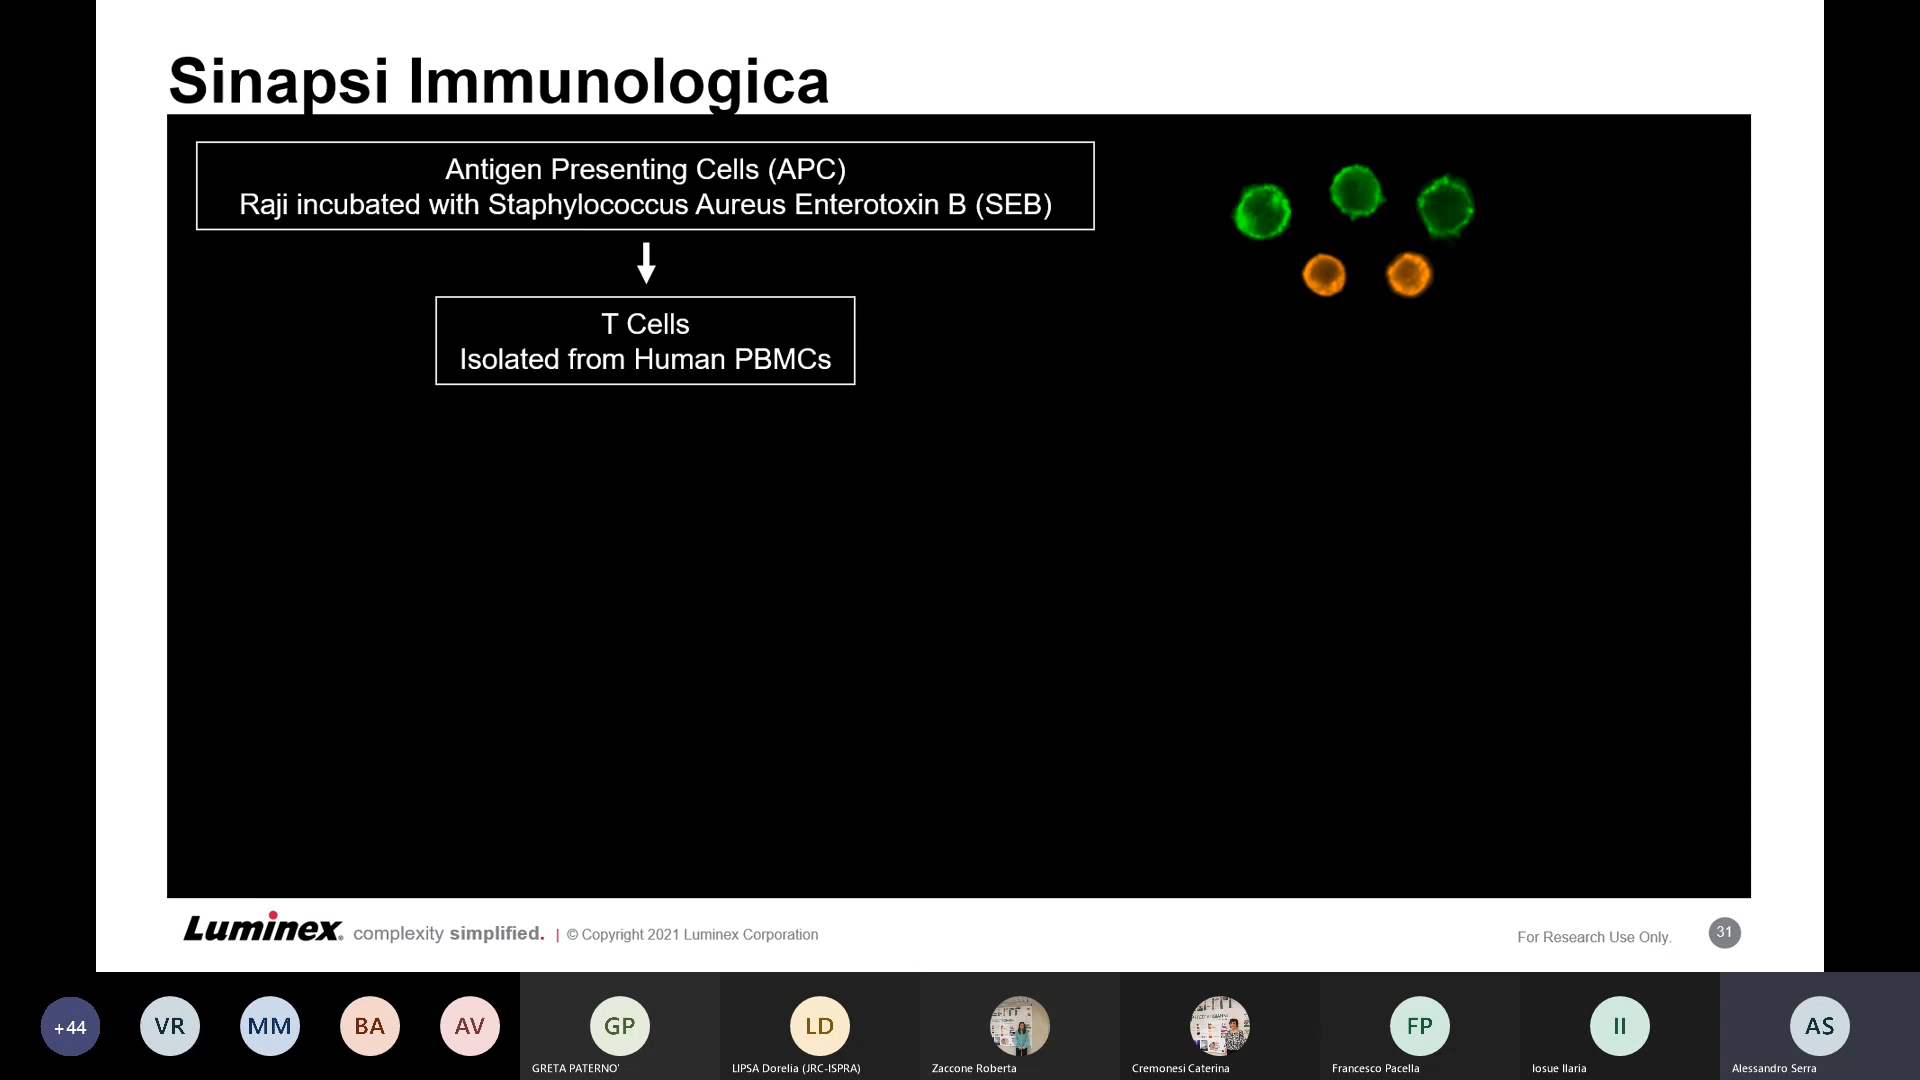 Sinapsi Immunologica
Antigen Presenting Cells (APC)
Raji incubated with Staphylococcus Aureus Enterotoxin B (SEB)
T Cells
Isolated from Human PBMCs
Luminex. complexity simplified. | © Copyright 2021 Luminex Corporation
For Research Use Only.
31
+44
VR
MM
BA
AV
GP
LD
FP
II
AS
GRETA PATERNO'
LIPSA Dorelia (JRC-ISPRA)
Zaccone Roberta
Cremonesi Caterina
Francesco Pacella
Iosue Ilaria
Alessandro Serra